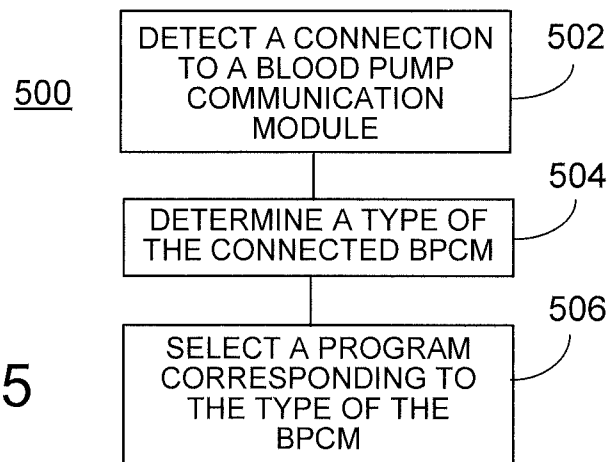 DETECT A CONNECTION
TO A BLOOD PUMP
COMMUNICATION
MODULE
502
500
504
DETERMINE A TYPE OF
THE CONNECTED BPCM
506
SELECT A PROGRAM
CORRESPONDING TO
THE TYPE OF THE
BPCM
5